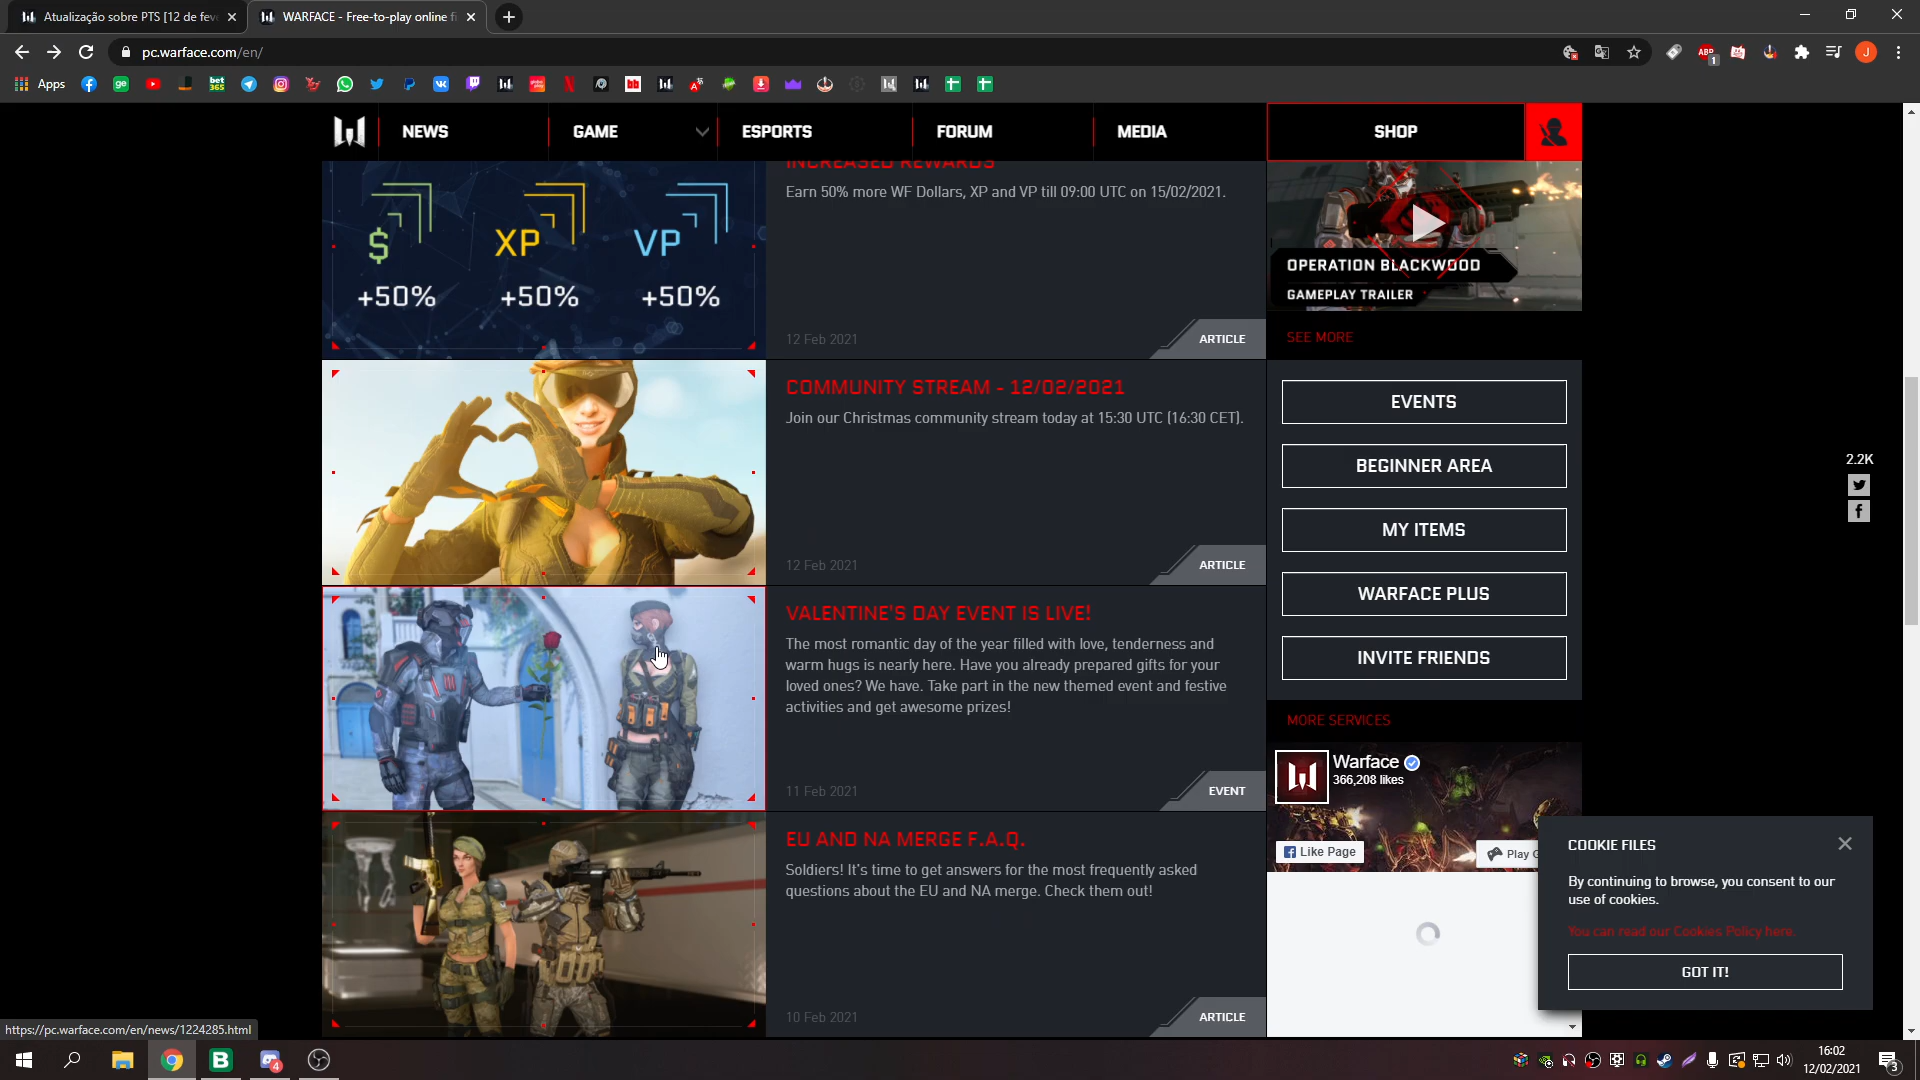 Atualização sobre PTS [12 de feve
WARFACE - Free-to-play online fi
pc.warface.com/en/
ABP
1
J
Apps
ge
bet365
bb
NEWS
GAME
ESPORTS
FORUM
MEDIA
SHOP
INCREASED REWARDS
Earn 50% more WF Dollars, XP and VP till 09:00 UTC on 15/02/2021.
$
XP
VP
+50%
+50%
+50%
12 Feb 2021
ARTICLE
OPERATION BLACKWOOD
GAMEPLAY TRAILER
SEE MORE
COMMUNITY STREAM - 12/02/2021
Join our Christmas community stream today at 15:30 UTC (16:30 CET).
12 Feb 2021
ARTICLE
EVENTS
BEGINNER AREA
MY ITEMS
WARFACE PLUS
INVITE FRIENDS
2.2K
VALENTINE'S DAY EVENT IS LIVE!
The most romantic day of the year filled with love, tenderness and
warm hugs is nearly here. Have you already prepared gifts for your
loved ones? We have. Take part in the new themed event and festive
activities and get awesome prizes!
11 Feb 2021
EVENT
MORE SERVICES
Warface
366,208 likes
Like Page
Play G
EU AND NA MERGE F.A.Q.
Soldiers! It's time to get answers for the most frequently asked
questions about the EU and NA merge. Check them out!
10 Feb 2021
ARTICLE
COOKIE FILES
By continuing to browse, you consent to our
use of cookies.
You can read our Cookies Policy here.
GOT IT!
https://pc.warface.com/en/news/1224285.html
B
4
16:02
12/02/2021
3